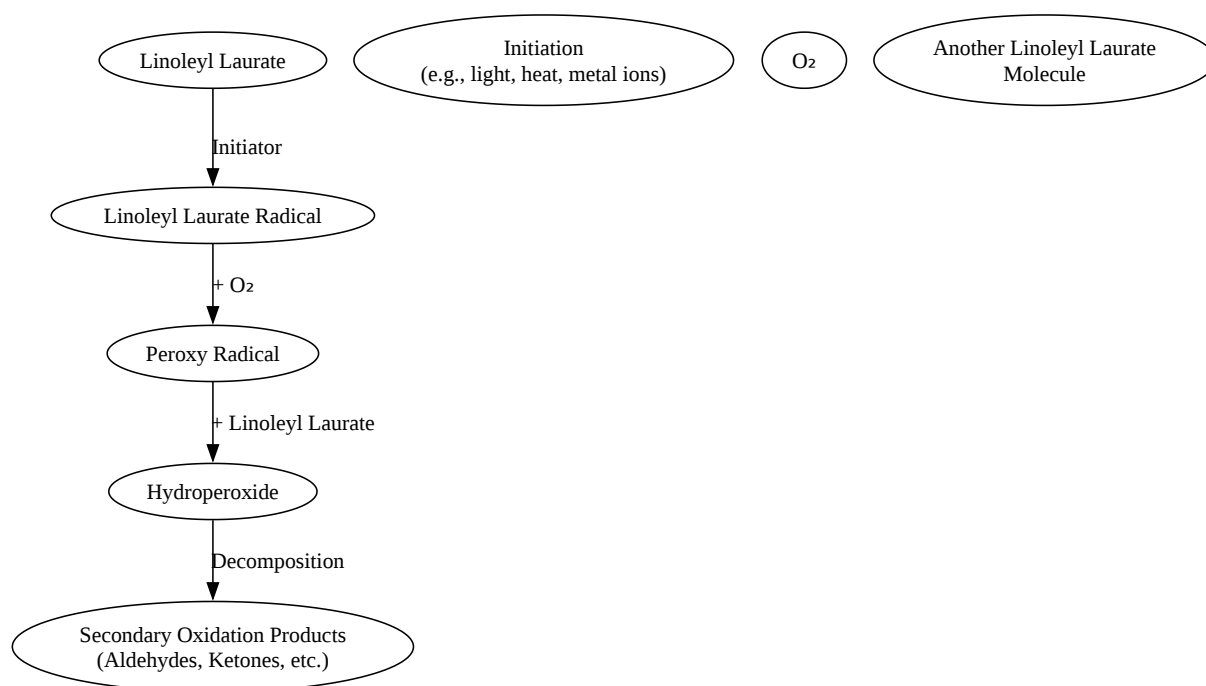 Linoleyl Laurate
Initiation
(e.g., light, heat, metal ions)
O₂
Another Linoleyl Laurate
Molecule
Initiator
Linoleyl Laurate Radical
+ O₂
Peroxy Radical
+ Linoleyl Laurate
Hydroperoxide
Decomposition
Secondary Oxidation Products
(Aldehydes, Ketones, etc.)